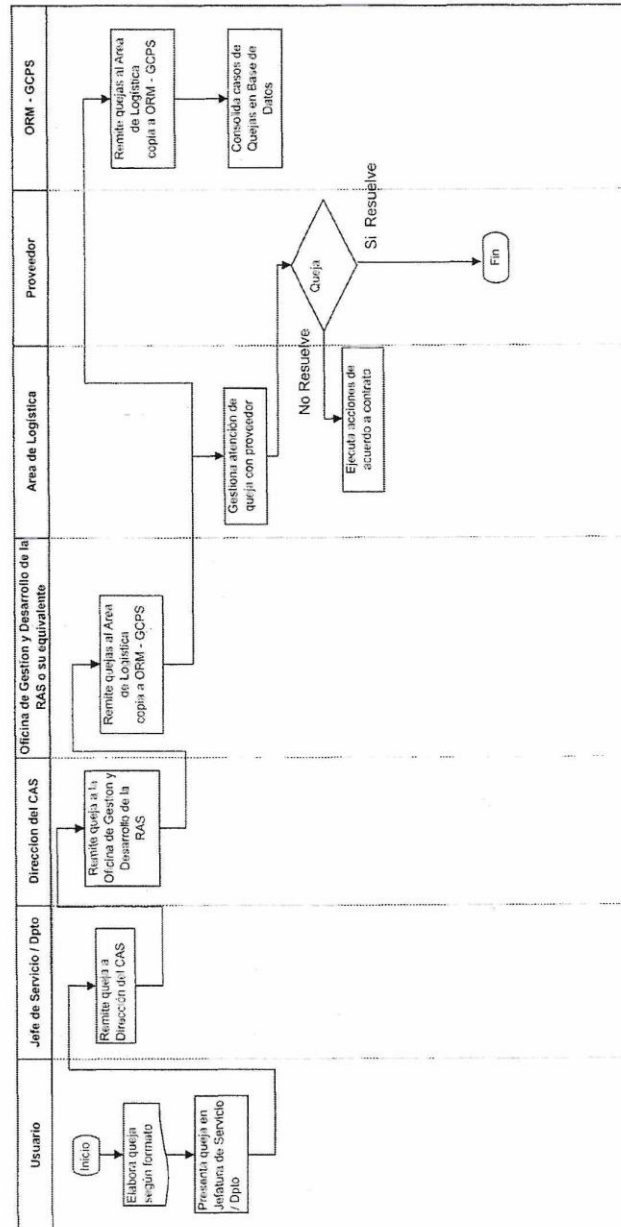 Usuario
Jefe de Servicio / Dpto
Direccion del CAS
Oficina de Gestion y Desarrollo de la
RAS o su equivalente
Area de Logística
Proveedor
ORM - GCPS
Inicio
Elabora queja
según formato
Presenta queja en
Jefatura de Servicio
/ Dpto
Remite queja a
Dirección del CAS
Remite queja a la
Oficina de Gestion y
Desarrollo de la
RAS
Remite quejas al Area
de Logística
copia a ORM - GCPS
Gestiona atención de
queja con proveedor
Ejecuta acciones de
acuerdo a contrato
Queja
No Resuelve
Si Resuelve
Fin
Remite quejas al Area
de Logística
copia a ORM - GCPS
Consolida casos de
Quejas en Base de
Datos